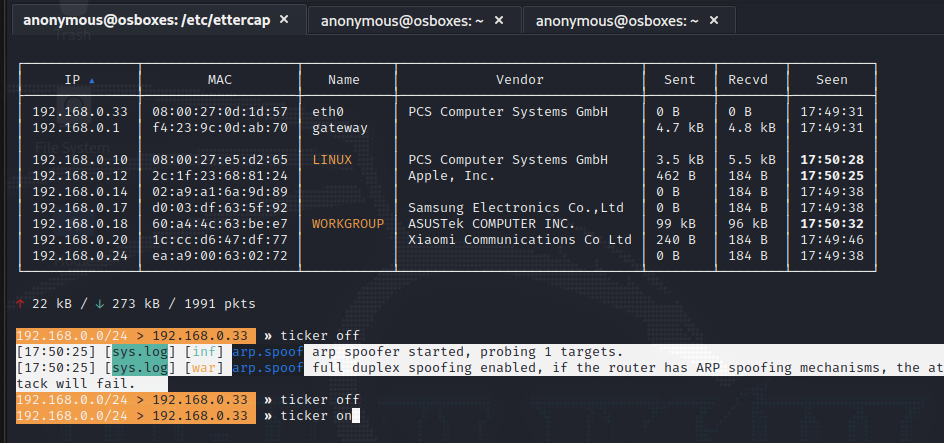 anonymous@osboxes: /etc/ettercap × anonymous@osboxes: ~ × anonymous@osboxes: ~ ×
Trash
IP ▴ MAC Name Vendor Sent Recvd Seen
192.168.0.33 08:00:27:0d:1d:57 eth0 PCS Computer Systems GmbH 0 B 0 B 17:49:31
192.168.0.1 f4:23:9c:0d:ab:70 gateway 4.7 kB 4.8 kB 17:49:31
File System
192.168.0.10 08:00:27:e5:d2:65 LINUX PCS Computer Systems GmbH 3.5 kB 5.5 kB 17:50:28
192.168.0.12 2c:1f:23:68:81:24 Apple, Inc. 462 B 184 B 17:50:25
192.168.0.14 02:a9:a1:6a:9d:89 0 B 184 B 17:49:38
192.168.0.17 d0:03:df:63:5f:92 Samsung Electronics Co.,Ltd 0 B 184 B 17:49:38
192.168.0.18 60:a4:4c:63:be:e7 WORKGROUP ASUSTek COMPUTER INC. 99 kB 96 kB 17:50:32
192.168.0.20 1c:cc:d6:47:df:77 Xiaomi Communications Co Ltd 240 B 184 B 17:49:46
192.168.0.24 ea:a9:00:63:02:72 0 B 184 B 17:49:38
↑ 22 kB / ↓ 273 kB / 1991 pkts
192.168.0.0/24 > 192.168.0.33 » ticker off
[17:50:25] [sys.log] [inf] arp.spoof arp spoofer started, probing 1 targets.
[17:50:25] [sys.log] [war] arp.spoof full duplex spoofing enabled, if the router has ARP spoofing mechanisms, the at
tack will fail.
192.168.0.0/24 > 192.168.0.33 » ticker off
192.168.0.0/24 > 192.168.0.33 » ticker on